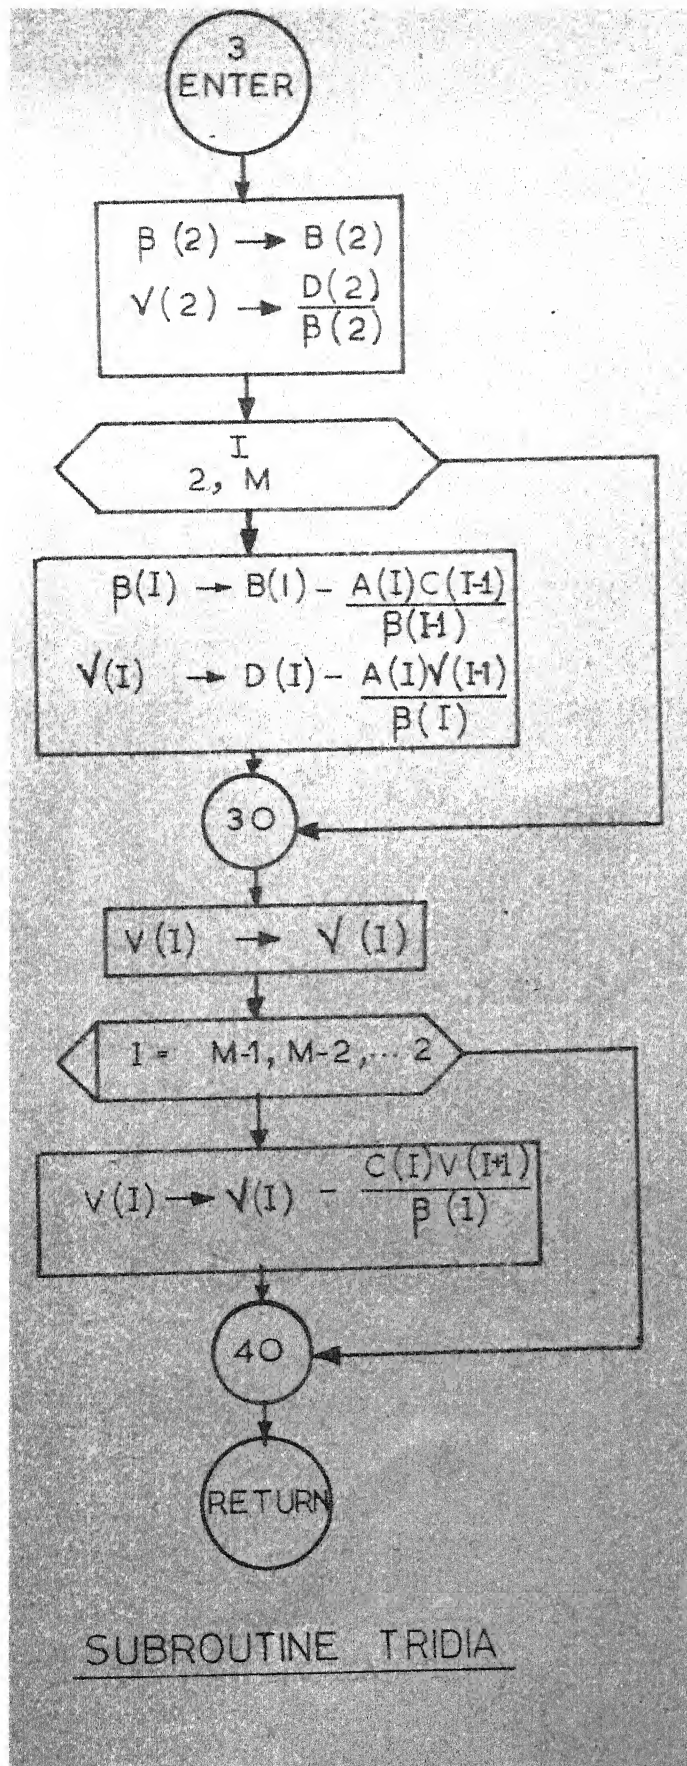 3
ENTER
β(2) → B(2)
√(2) → D(2)/β(2)
I
2, M
β(I) → B(I) - A(I)C(I-1)/β(I-1)
√(I) → D(I) - A(I)√(I-1)/β(I)
30
V(I) → √(I)
I = M-1, M-2, ... 2
V(I) → √(I) - C(I)V(I+1)/β(I)
40
RETURN
SUBROUTINE TRIDIA